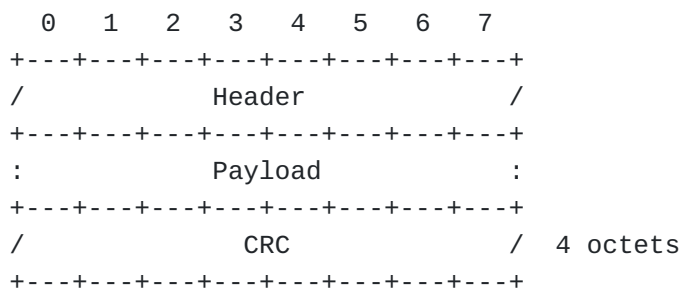 0   1   2   3   4   5   6   7
+---+---+---+---+---+---+---+---+
/             Header            /
+---+---+---+---+---+---+---+---+
:             Payload           :
+---+---+---+---+---+---+---+---+
/              CRC              /  4 octets
+---+---+---+---+---+---+---+---+